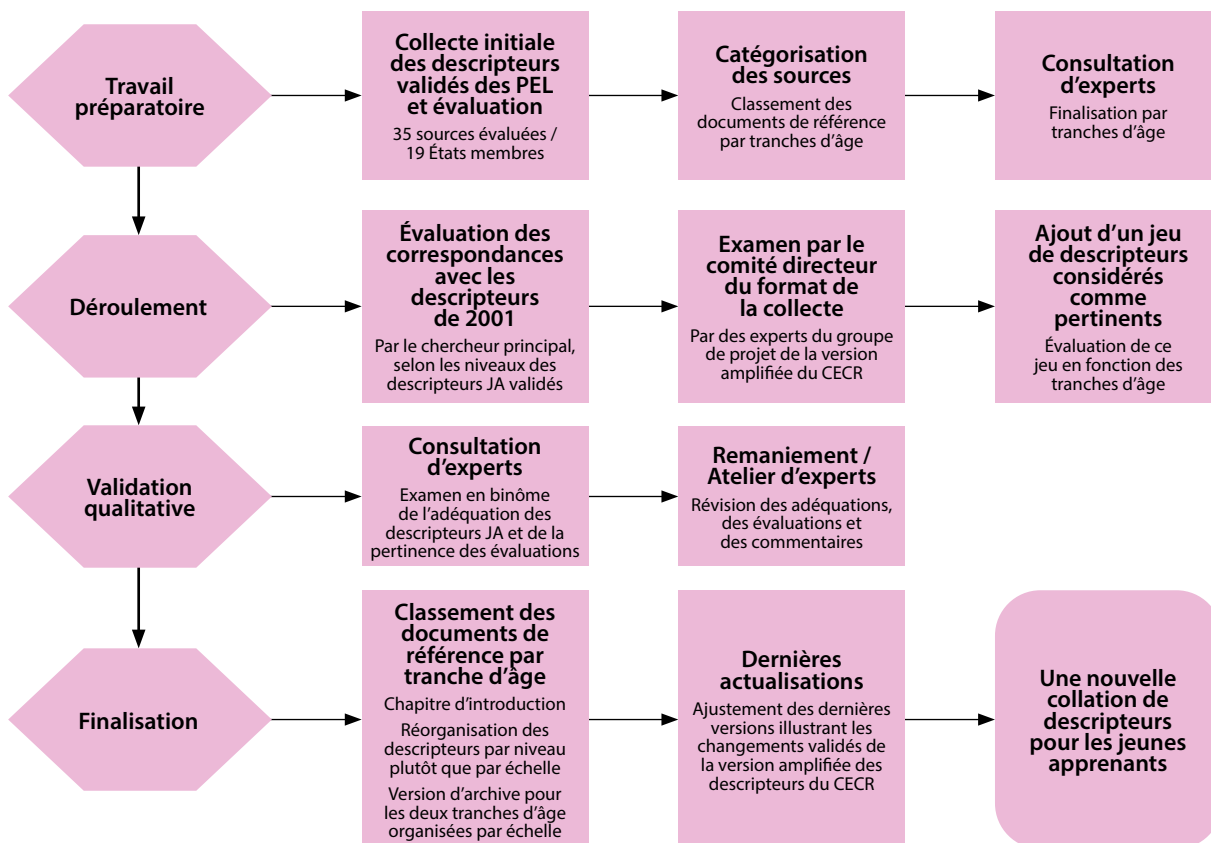 Travail
préparatoire
Collecte initiale
des descripteurs
validés des PEL
et évaluation
35 sources évaluées /
19 États membres
Catégorisation
des sources
Classement des
documents de référence
par tranches d’âge
Consultation
d’experts
Finalisation par
tranches d’âge
Déroulement
Évaluation des
correspondances
avec les
descripteurs
de 2001
Par le chercheur principal,
selon les niveaux des
descripteurs JA validés
Examen par le
comité directeur
du format de
la collecte
Par des experts du groupe
de projet de la version
amplifiée du CECR
Ajout d’un jeu
de descripteurs
considérés
comme
pertinents
Évaluation de ce
jeu en fonction des
tranches d’âge
Validation
qualitative
Consultation
d’experts
Examen en binôme
de l’adéquation des
descripteurs JA et de la
pertinence des évaluations
Remaniement /
Atelier d’experts
Révision des adéquations,
des évaluations et
des commentaires
Finalisation
Classement des
documents de
référence par
tranche d’âge
Chapitre d’introduction
Réorganisation des
descripteurs par niveau
plutôt que par échelle
Version d’archive pour
les deux tranches d’âge
organisées par échelle
Dernières
actualisations
Ajustement des dernières
versions illustrant les
changements validés de
la version amplifiée des
descripteurs du CECR
Une nouvelle
collation de
descripteurs
pour les jeunes
apprenants